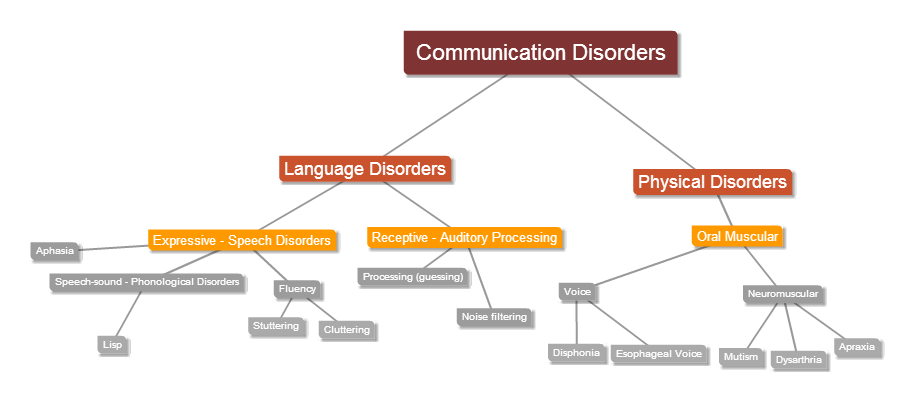 Communication Disorders
Language Disorders
Physical Disorders
Expressive - Speech Disorders
Receptive - Auditory Processing
Oral Muscular
Aphasia
Speech-sound - Phonological Disorders
Fluency
Processing (guessing)
Voice
Neuromuscular
Lisp
Stuttering
Cluttering
Noise filtering
Disphonia
Esophageal Voice
Mutism
Dysarthria
Apraxia